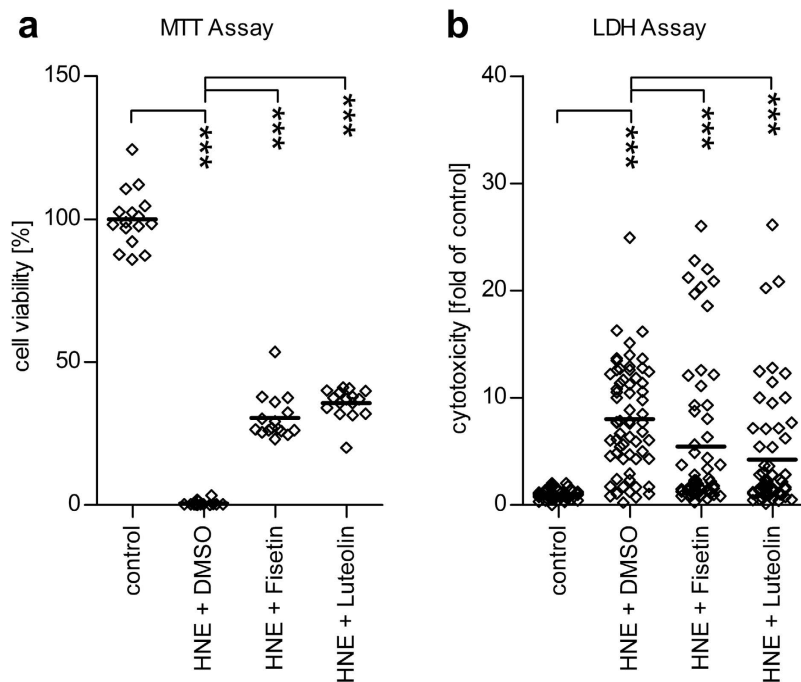 a
MTT Assay
cell viability [%]
150
100
50
0
***
***
***
control
HNE + DMSO
HNE + Fisetin
HNE + Luteolin
b
LDH Assay
cytotoxicity [fold of control]
40
30
20
10
0
***
***
***
control
HNE + DMSO
HNE + Fisetin
HNE + Luteolin